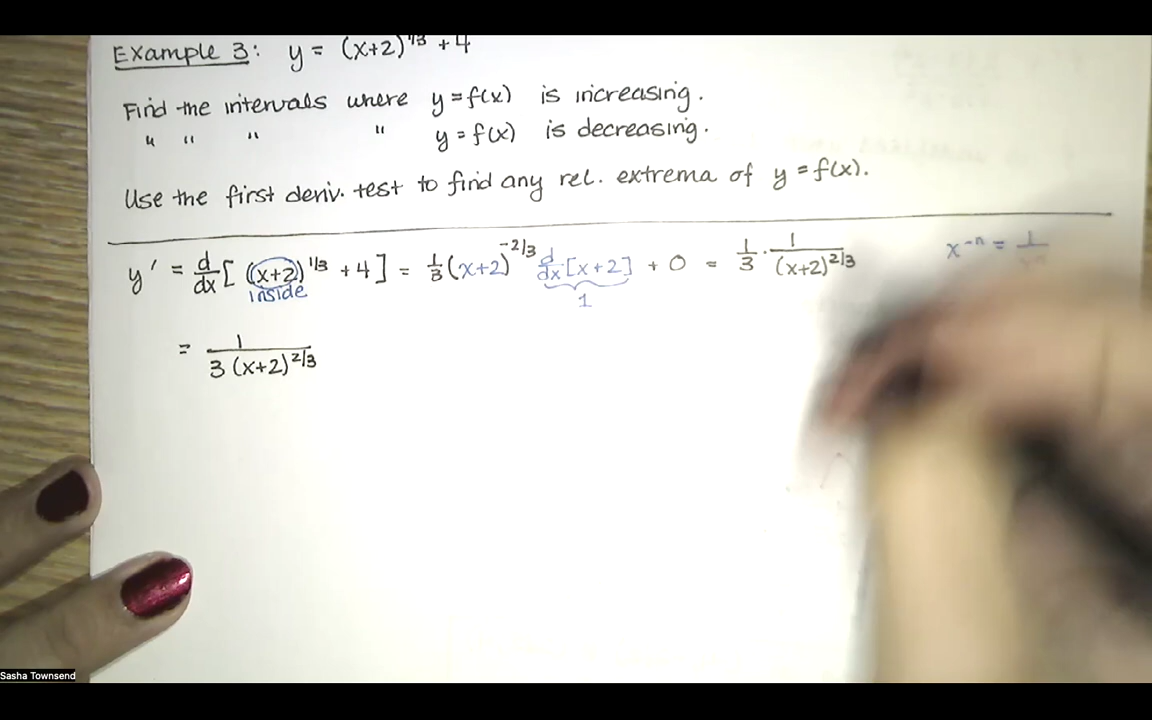 Example 3: y = (x+2)^1/3 + 4
Find the intervals where y = f(x) is increasing.
" " " " y = f(x) is decreasing.
Use the first deriv. test to find any rel. extrema of y = f(x).
y' = d/dx [ (x+2)^1/3 + 4 ] = 1/3 (x+2)^-2/3 d/dx [x+2] + 0 = 1/3 · 1/(x+2)^2/3 x^-n = 1/
inside 1
= 1/3(x+2)^2/3
Sasha Townsend